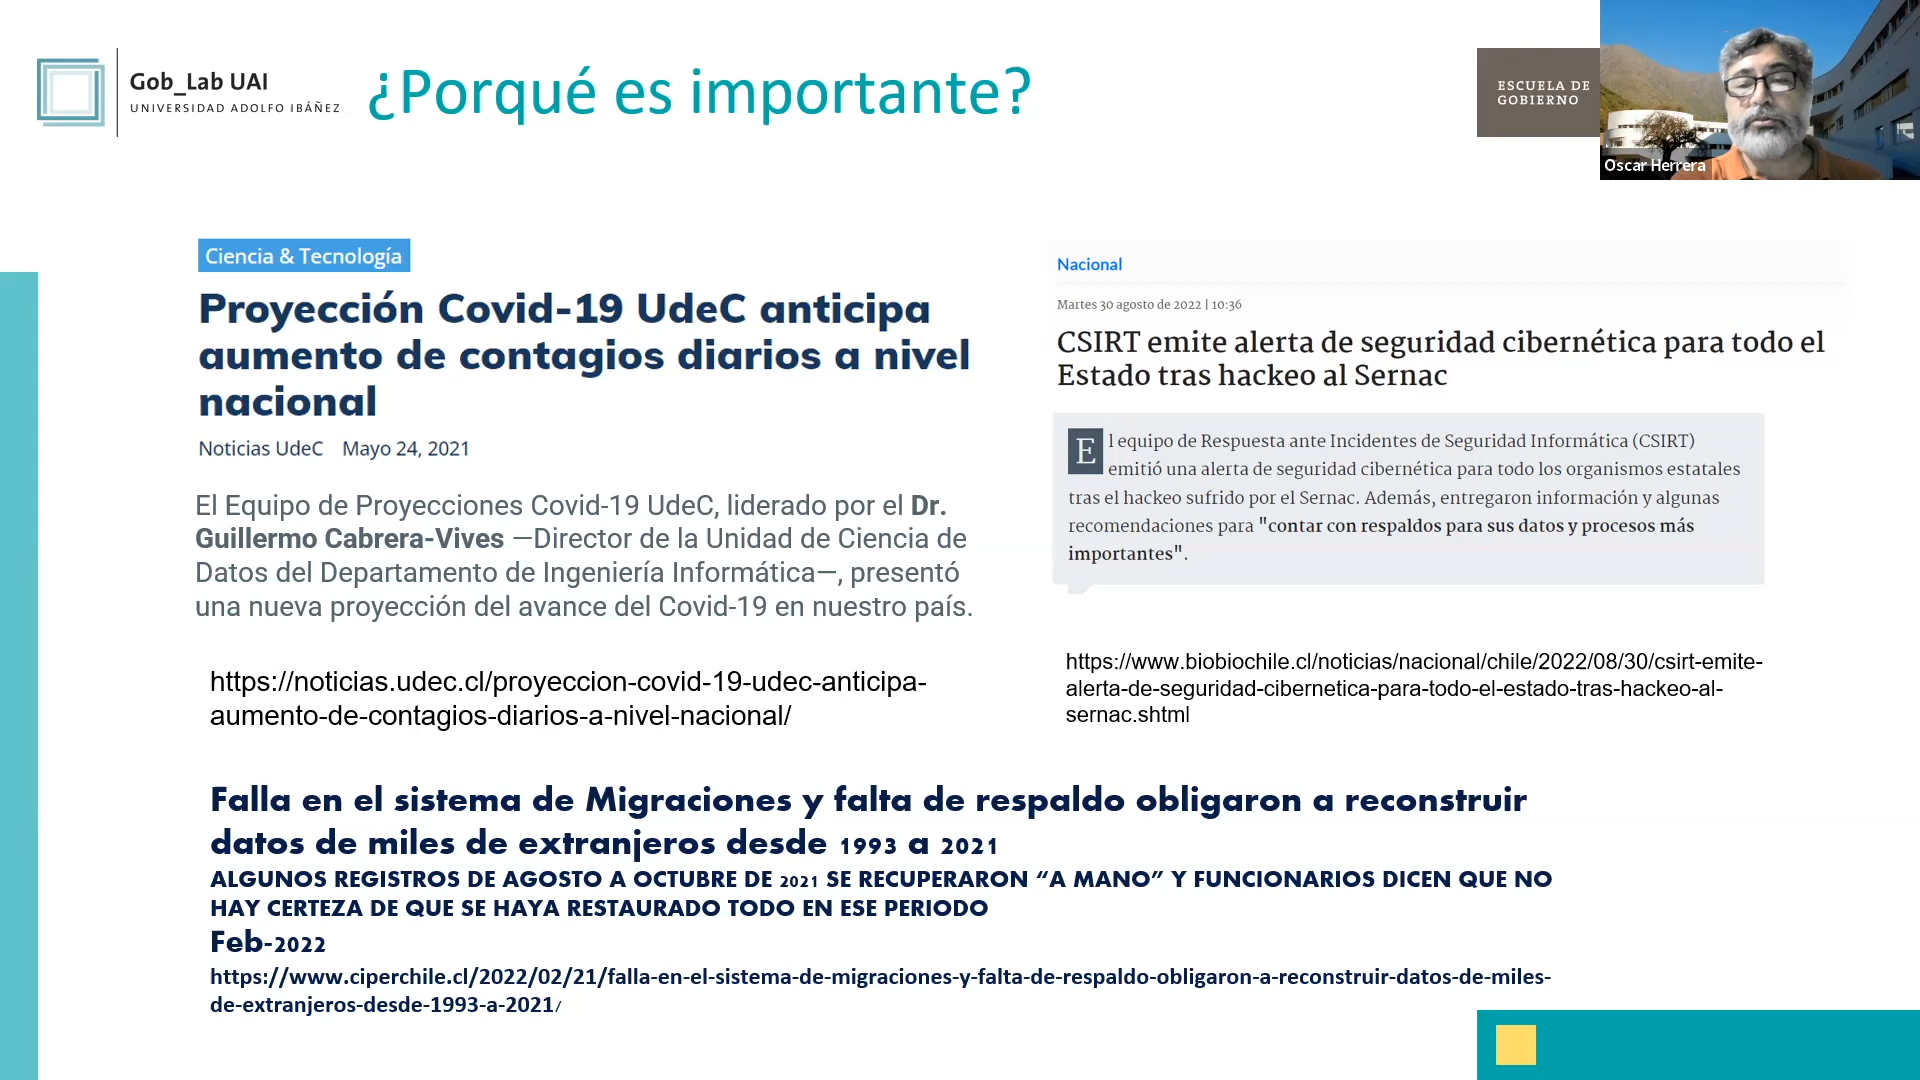 Gob_Lab UAI
UNIVERSIDAD ADOLFO IBÁÑEZ
¿Porqué es importante?
ESCUELA DE
GOBIERNO
Oscar Herrera
Ciencia & Tecnología
Proyección Covid-19 UdeC anticipa
aumento de contagios diarios a nivel
nacional
Noticias UdeC Mayo 24, 2021
El Equipo de Proyecciones Covid-19 UdeC, liderado por el Dr.
Guillermo Cabrera-Vives —Director de la Unidad de Ciencia de
Datos del Departamento de Ingeniería Informática—, presentó
una nueva proyección del avance del Covid-19 en nuestro país.
https://noticias.udec.cl/proyeccion-covid-19-udec-anticipa-
aumento-de-contagios-diarios-a-nivel-nacional/
Nacional
Martes 30 agosto de 2022 | 10:36
CSIRT emite alerta de seguridad cibernética para todo el
Estado tras hackeo al Sernac
El equipo de Respuesta ante Incidentes de Seguridad Informática (CSIRT)
emitió una alerta de seguridad cibernética para todo los organismos estatales
tras el hackeo sufrido por el Sernac. Además, entregaron información y algunas
recomendaciones para "contar con respaldos para sus datos y procesos más
importantes".
https://www.biobiochile.cl/noticias/nacional/chile/2022/08/30/csirt-emite-
alerta-de-seguridad-cibernetica-para-todo-el-estado-tras-hackeo-al-
sernac.shtml
Falla en el sistema de Migraciones y falta de respaldo obligaron a reconstruir
datos de miles de extranjeros desde 1993 a 2021
ALGUNOS REGISTROS DE AGOSTO A OCTUBRE DE 2021 SE RECUPERARON “A MANO” Y FUNCIONARIOS DICEN QUE NO
HAY CERTEZA DE QUE SE HAYA RESTAURADO TODO EN ESE PERIODO
Feb-2022
https://www.ciperchile.cl/2022/02/21/falla-en-el-sistema-de-migraciones-y-falta-de-respaldo-obligaron-a-reconstruir-datos-de-miles-
de-extranjeros-desde-1993-a-2021/